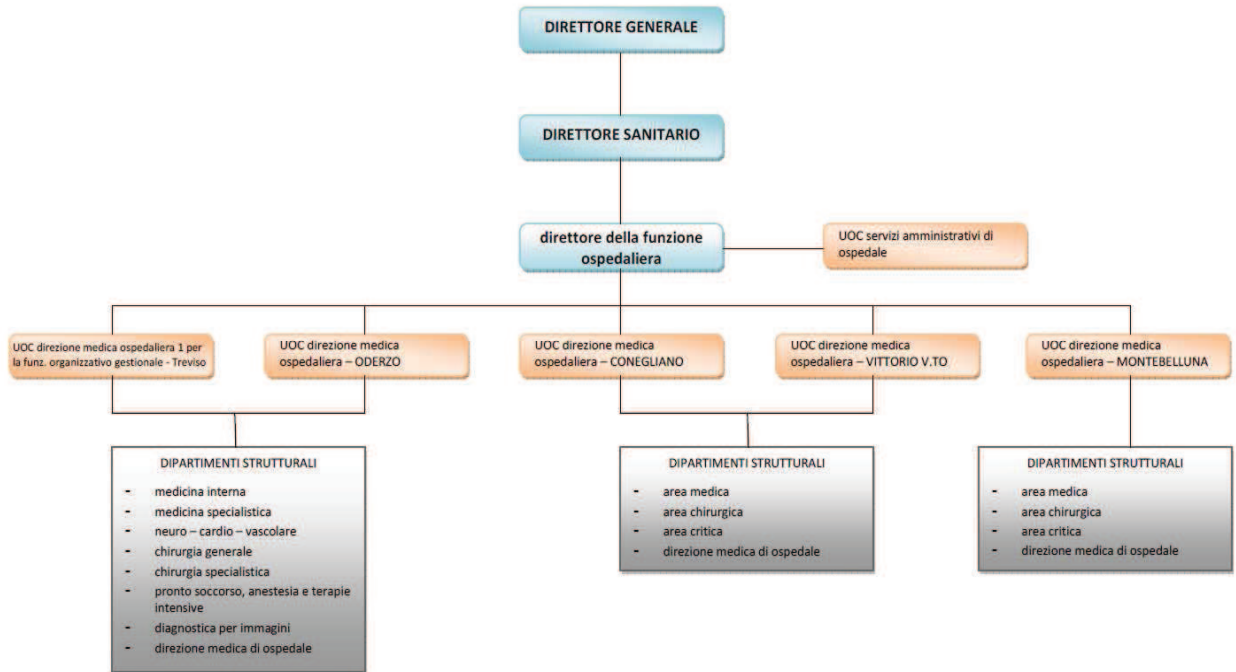 DIRETTORE GENERALE
DIRETTORE SANITARIO
direttore della funzione
ospedaliera
UOC servizi amministrativi di
ospedale
UOC direzione medica ospedaliera 1 per
la funz. organizzativo gestionale - Treviso
UOC direzione medica
ospedaliera – ODERZO
UOC direzione medica
ospedaliera – CONEGLIANO
UOC direzione medica
ospedaliera – VITTORIO V.TO
UOC direzione medica
ospedaliera – MONTEBELLUNA
DIPARTIMENTI STRUTTURALI
- medicina interna
- medicina specialistica
- neuro – cardio – vascolare
- chirurgia generale
- chirurgia specialistica
- pronto soccorso, anestesia e terapie
intensive
- diagnostica per immagini
- direzione medica di ospedale
DIPARTIMENTI STRUTTURALI
- area medica
- area chirurgica
- area critica
- direzione medica di ospedale
DIPARTIMENTI STRUTTURALI
- area medica
- area chirurgica
- area critica
- direzione medica di ospedale